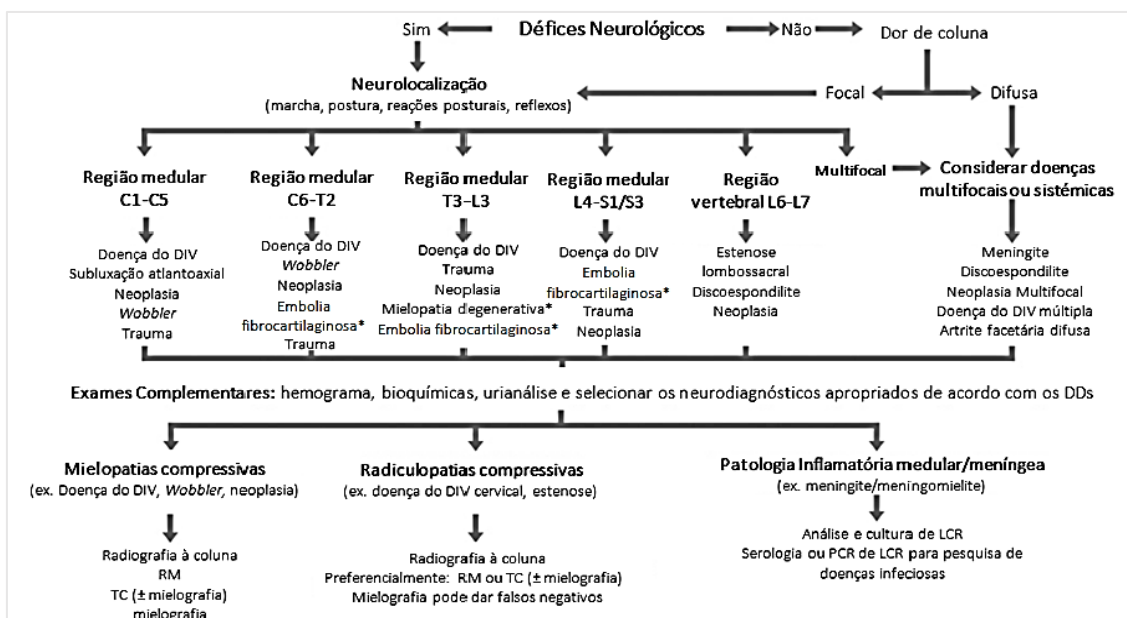 Sim
Défices Neurológicos
Não
Dor de coluna
Neurolocalização
(marcha, postura, reações posturais, reflexos)
Focal
Difusa
Região medular
C1-C5
Doença do DIV
Subluxação atlantoaxial
Neoplasia
Wobbler
Trauma
Região medular
C6-T2
Doença do DIV
Wobbler
Neoplasia
Embolia
fibrocartilaginosa*
Trauma
Região medular
T3-L3
Doença do DIV
Trauma
Neoplasia
Mielopatia degenerativa*
Embolia fibrocartilaginosa*
Região medular
L4-S1/S3
Doença do DIV
Embolia
fibrocartilaginosa*
Trauma
Neoplasia
Região
vertebral L6-L7
Estenose
lombossacral
Discoespondilite
Neoplasia
Multifocal
Considerar doenças
multifocais ou sistémicas
Meningite
Discoespondilite
Neoplasia Multifocal
Doença do DIV múltipla
Artrite facetária difusa
Exames Complementares: hemograma, bioquímicas, uriánálise e selecionar os neurodiagnósticos apropriados de acordo com os DDs
Mielopatias compressivas
(ex. Doença do DIV, Wobbler, neoplasia)
Radiografia à coluna
RM
TC (± mielografia)
mielografia
Radiculopatias compressivas
(ex. doença do DIV cervical, estenose)
Radiografia à coluna
Preferencialmente: RM ou TC (± mielografia)
Mielografia pode dar falsos negativos
Patologia Inflamatória medular/meníngea
(ex. meningite/meningomielite)
Análise e cultura de LCR
Serologia ou PCR de LCR para pesquisa de
doenças infeciosas